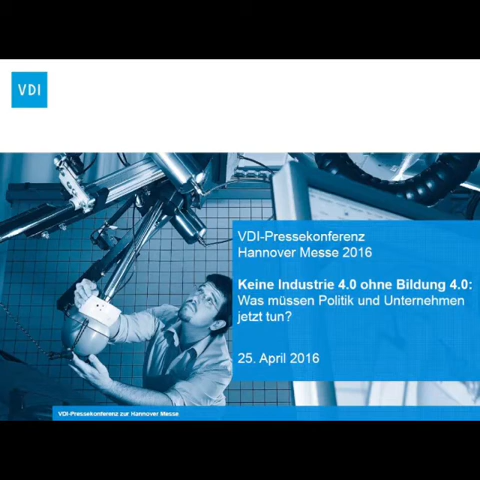 VDI
VDI-Pressekonferenz
Hannover Messe 2016
Keine Industrie 4.0 ohne Bildung 4.0:
Was müssen Politik und Unternehmen
jetzt tun?
25. April 2016
VDI-Pressekonferenz zur Hannover Messe